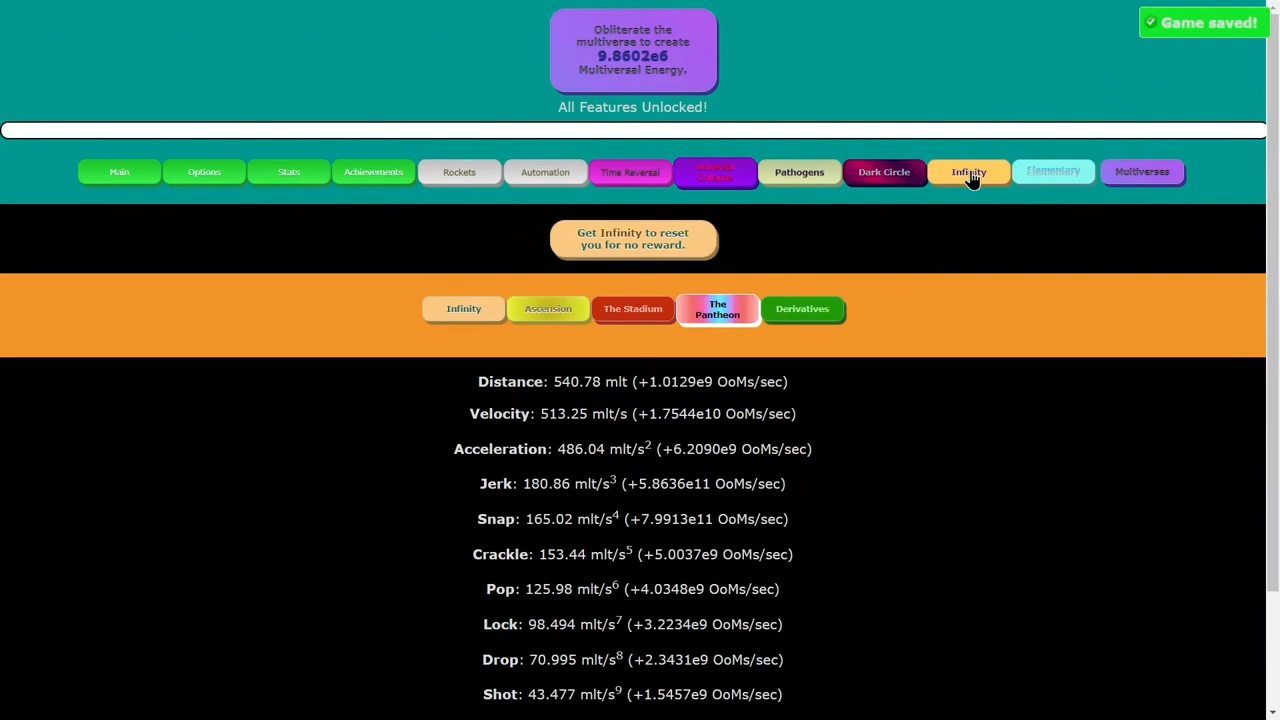 Game saved!
Obliterate the
multiverse to create
9.8602e6
Multiversal Energy.
All Features Unlocked!
Main Options Stats Achievements Rockets Automation Time Reversal Pathogens Dark Circle Infinity Elementary Multiverses
Get Infinity to reset
you for no reward.
Infinity Ascension The Stadium The Pantheon Derivatives
Distance: 540.78 mlt (+1.0129e9 OoMs/sec)
Velocity: 513.25 mlt/s (+1.7544e10 OoMs/sec)
Acceleration: 486.04 mlt/s² (+6.2090e9 OoMs/sec)
Jerk: 180.86 mlt/s³ (+5.8636e11 OoMs/sec)
Snap: 165.02 mlt/s⁴ (+7.9913e11 OoMs/sec)
Crackle: 153.44 mlt/s⁵ (+5.0037e9 OoMs/sec)
Pop: 125.98 mlt/s⁶ (+4.0348e9 OoMs/sec)
Lock: 98.494 mlt/s⁷ (+3.2234e9 OoMs/sec)
Drop: 70.995 mlt/s⁸ (+2.3431e9 OoMs/sec)
Shot: 43.477 mlt/s⁹ (+1.5457e9 OoMs/sec)